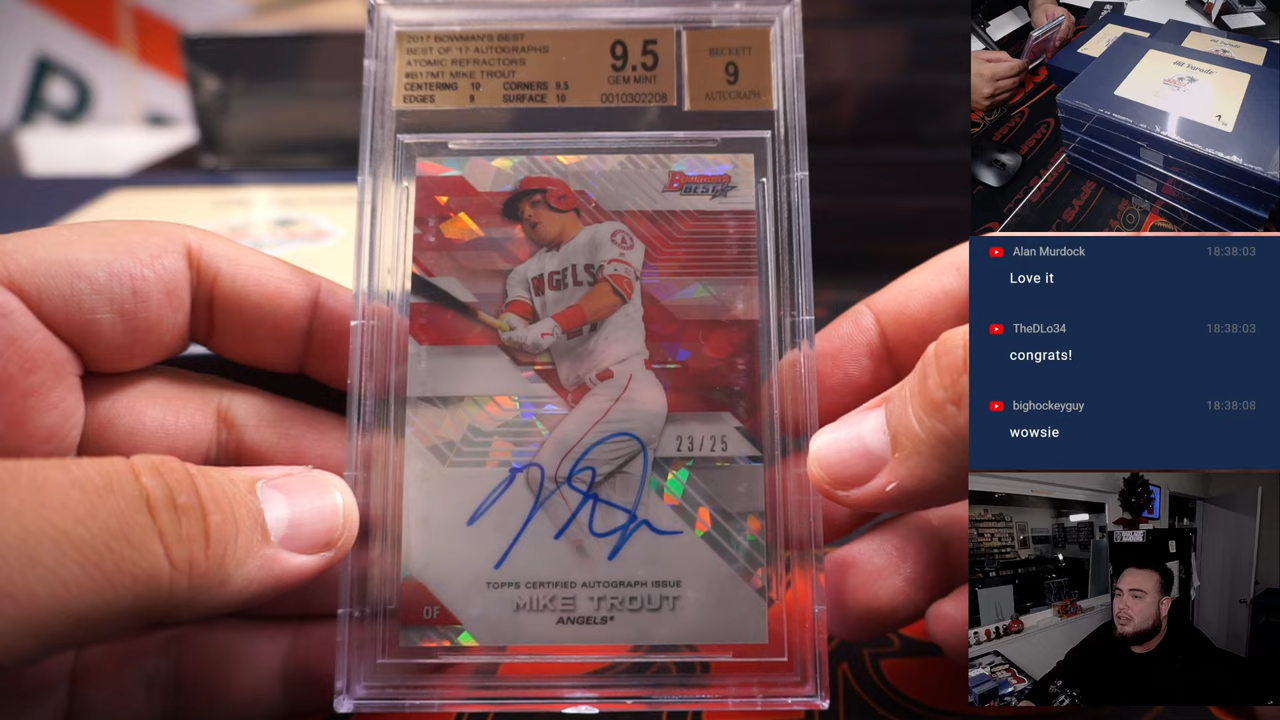 2017 BOWMAN'S BEST
BEST OF '17 AUTOGRAPHS
ATOMIC REFRACTORS
#B17MT MIKE TROUT
CENTERING 10 CORNERS 9.5
EDGES 9 SURFACE 10
9.5
GEM MINT
0010302208
BECKETT
9
AUTOGRAPH
BOWMAN'S
BEST
A
ANGELS
23/25
TOPPS CERTIFIED AUTOGRAPH ISSUE
MIKE TROUT
ANGELS®
OF
P
Hit Parade
Alan Murdock 18:38:03
Love it
TheDLo34 18:38:03
congrats!
bighockeyguy 18:38:08
wowsie